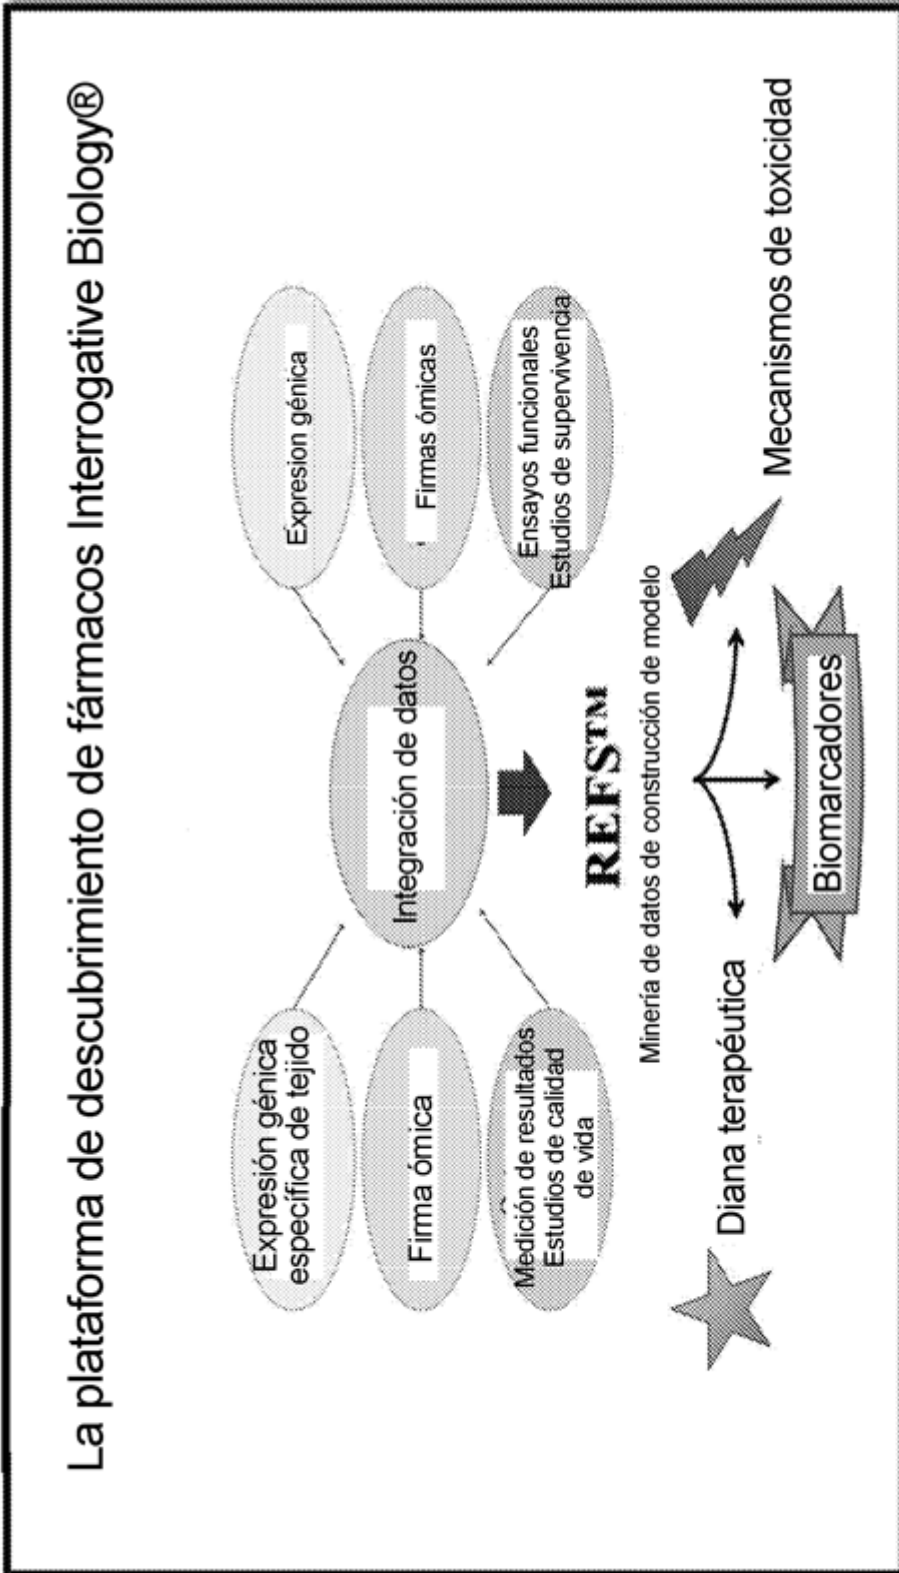 La plataforma de descubrimiento de fármacos Interrogative Biology®
Expresión génica
específica de tejido
Firma ómica
Medición de resultados
Estudios de calidad
de vida
Integración de datos
Expresion génica
Firmas ómicas
Ensayos funcionales
Estudios de supervivencia
REFS™
Minería de datos de construcción de modelo
Diana terapéutica
Biomarcadores
Mecanismos de toxicidad